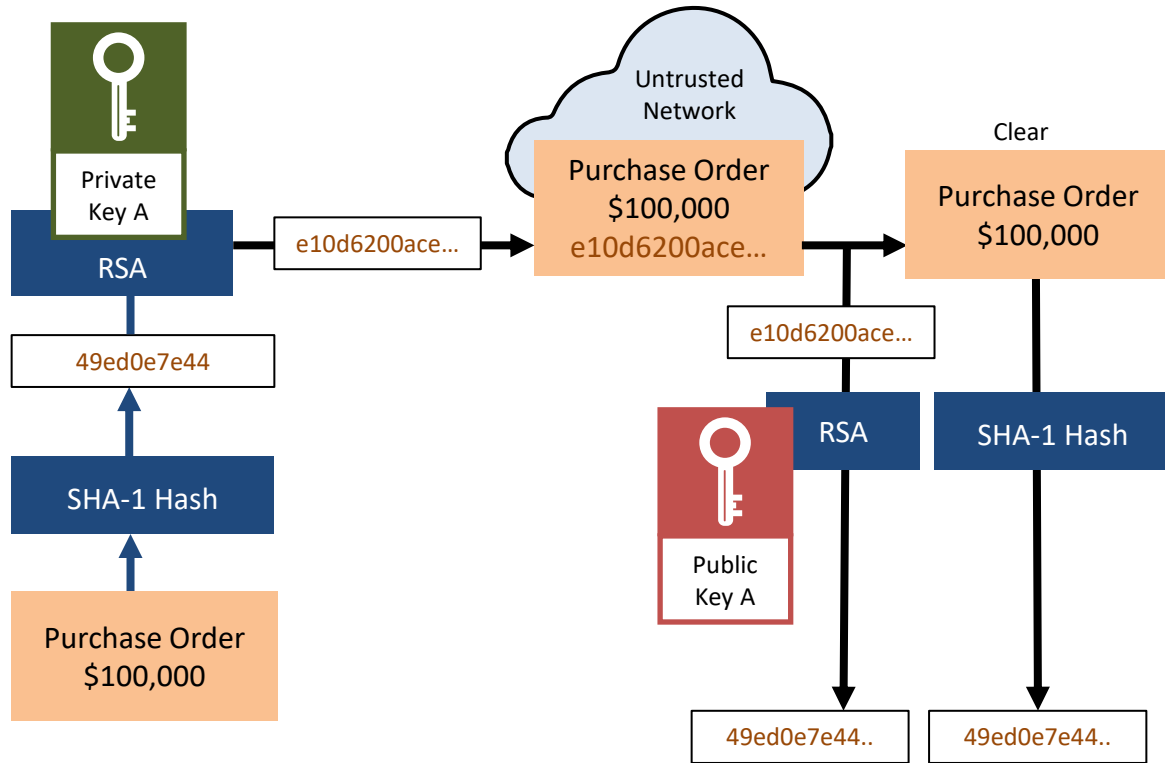 Private
Key A
RSA
49ed0e7e44
SHA-1 Hash
Purchase Order
$100,000
e10d6200ace...
Untrusted
Network
Purchase Order
$100,000
e10d6200ace...
Clear
Purchase Order
$100,000
e10d6200ace...
Public
Key A
RSA
SHA-1 Hash
49ed0e7e44..
49ed0e7e44..